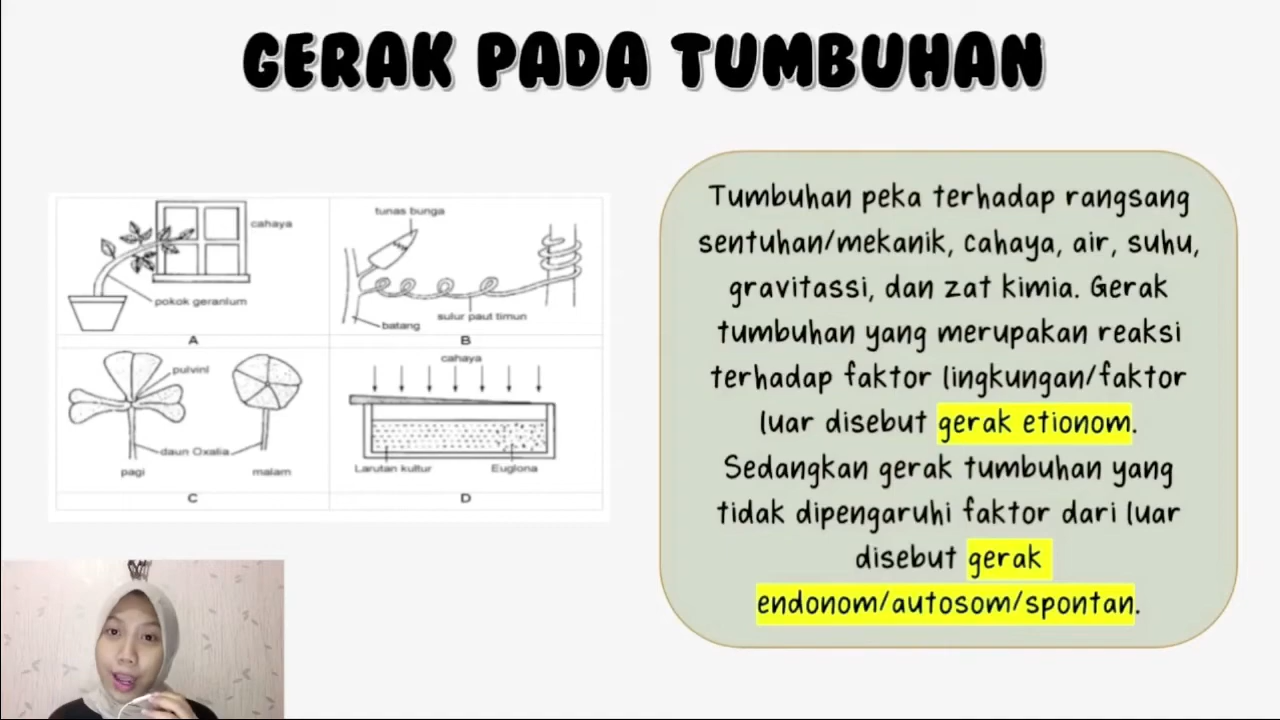 GERAK PADA TUMBUHAN
cahaya
pokok geranium
A
tunas bunga
sulur paut timun
batang
B
pulvini
daun Oxalia
pagi
malam
C
cahaya
Larutan kultur
Euglona
D
Tumbuhan peka terhadap rangsang
sentuhan/mekanik, cahaya, air, suhu,
gravitassi, dan zat kimia. Gerak
tumbuhan yang merupakan reaksi
terhadap faktor lingkungan/faktor
luar disebut gerak etionom.
Sedangkan gerak tumbuhan yang
tidak dipengaruhi faktor dari luar
disebut gerak
endonom/autosom/spontan.